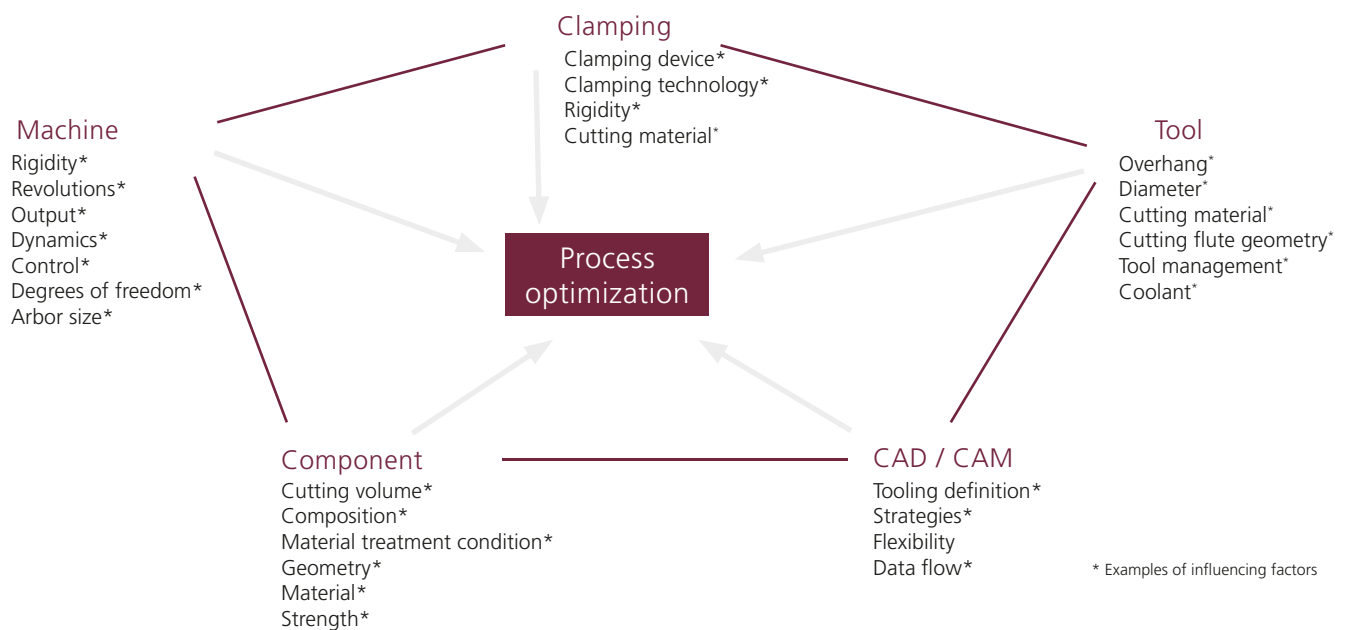 Clamping
Clamping device*
Clamping technology*
Rigidity*
Cutting material*
Machine
Rigidity*
Revolutions*
Output*
Dynamics*
Control*
Degrees of freedom*
Arbor size*
Tool
Overhang*
Diameter*
Cutting material*
Cutting flute geometry*
Tool management*
Coolant*
Process
optimization
Component
Cutting volume*
Composition*
Material treatment condition*
Geometry*
Material*
Strength*
CAD / CAM
Tooling definition*
Strategies*
Flexibility
Data flow*
* Examples of influencing factors